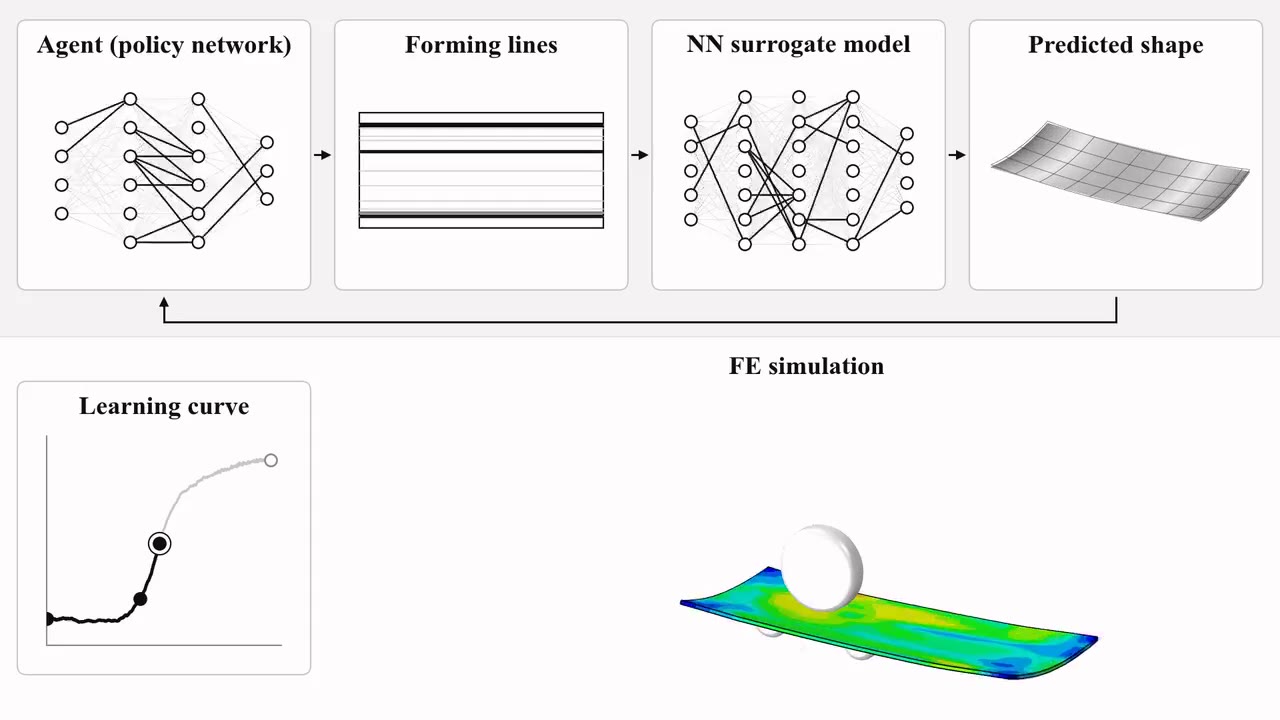 Agent (policy network)
Forming lines
NN surrogate model
Predicted shape
FE simulation
Learning curve